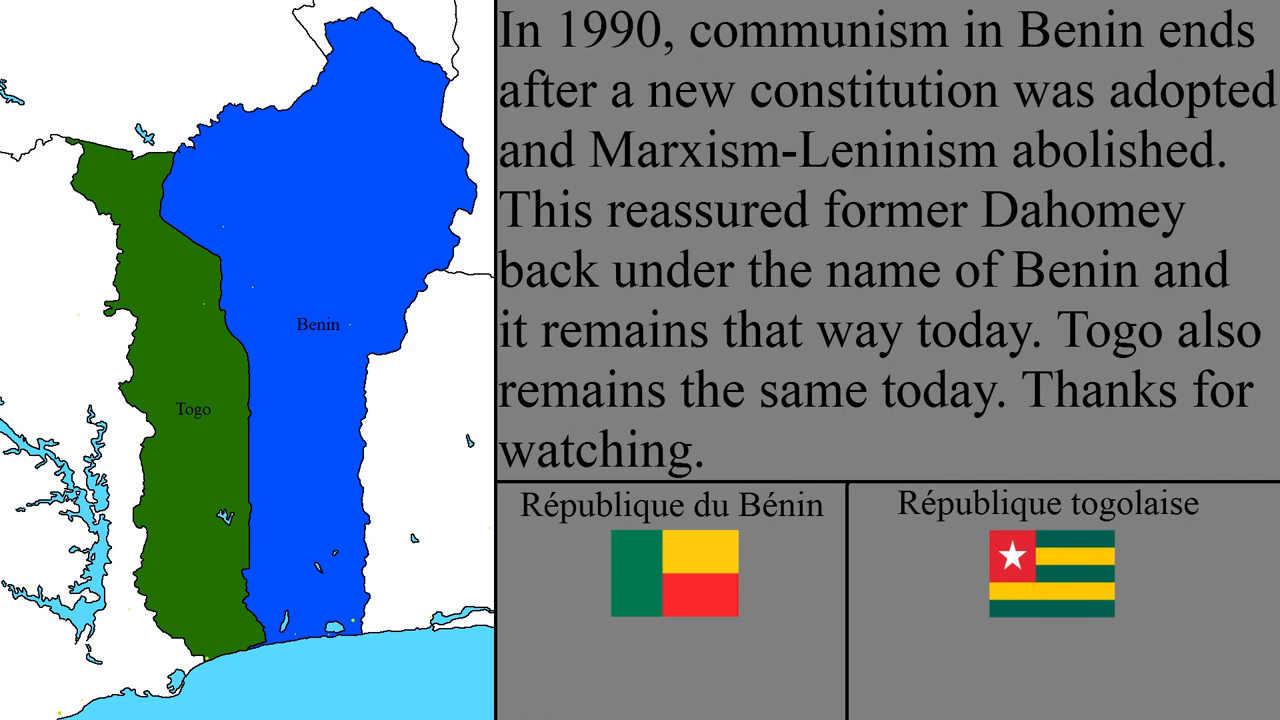 In 1990, communism in Benin ends
after a new constitution was adopted
and Marxism-Leninism abolished.
This reassured former Dahomey
back under the name of Benin and
it remains that way today. Togo also
remains the same today. Thanks for
watching.
Benin
Togo
République du Bénin
République togolaise